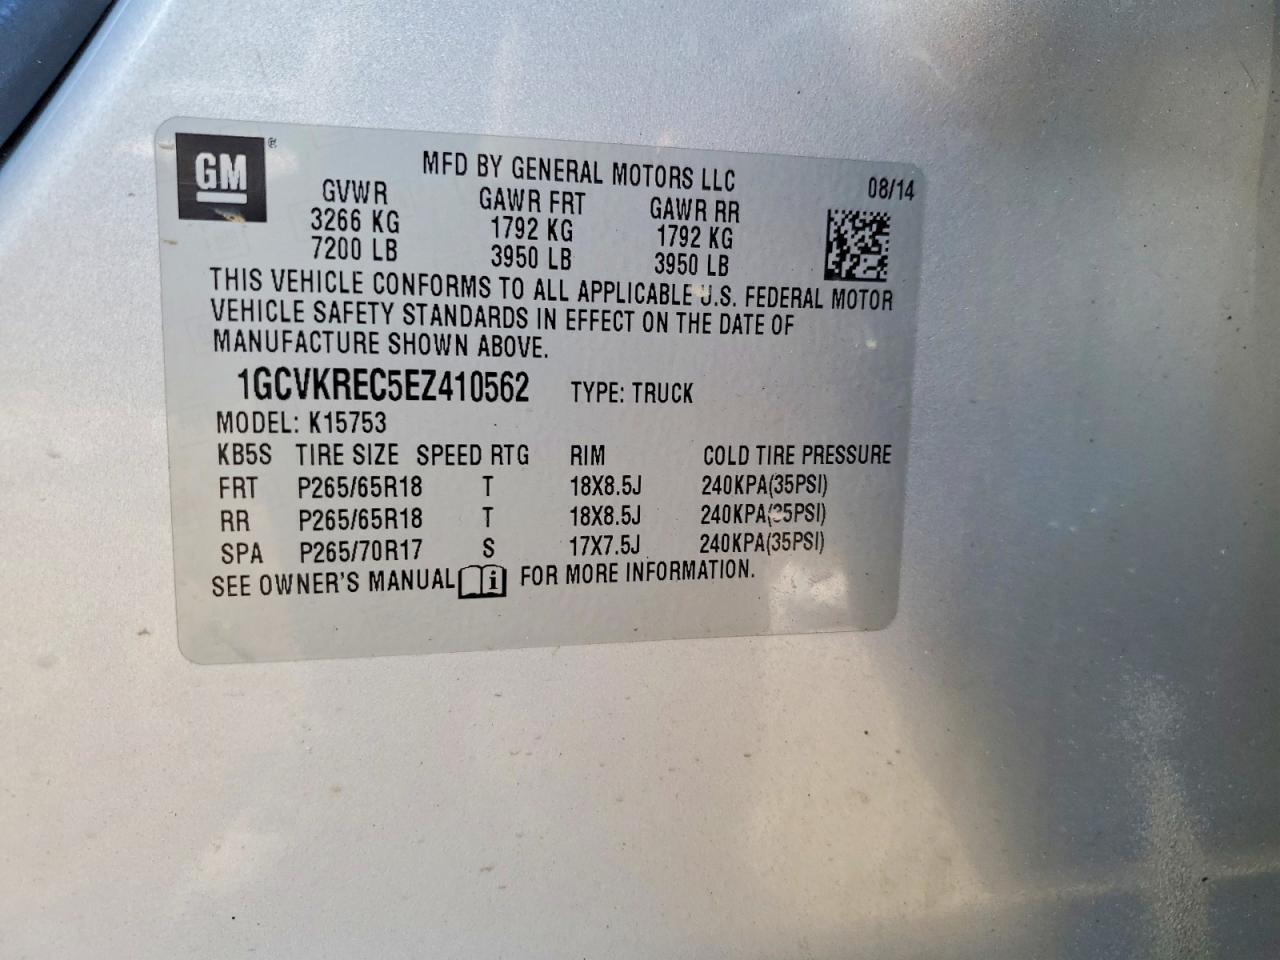 GM ®
MFD BY GENERAL MOTORS LLC
08/14
GVWR GAWR FRT GAWR RR
3266 KG 1792 KG 1792 KG
7200 LB 3950 LB 3950 LB
THIS VEHICLE CONFORMS TO ALL APPLICABLE U.S. FEDERAL MOTOR
VEHICLE SAFETY STANDARDS IN EFFECT ON THE DATE OF
MANUFACTURE SHOWN ABOVE.
1GCVKREC5EZ410562 TYPE: TRUCK
MODEL: K15753
KB5S TIRE SIZE SPEED RTG RIM COLD TIRE PRESSURE
FRT P265/65R18 T 18X8.5J 240KPA(35PSI)
RR P265/65R18 T 18X8.5J 240KPA(35PSI)
SPA P265/70R17 S 17X7.5J 240KPA(35PSI)
SEE OWNER'S MANUAL i FOR MORE INFORMATION.